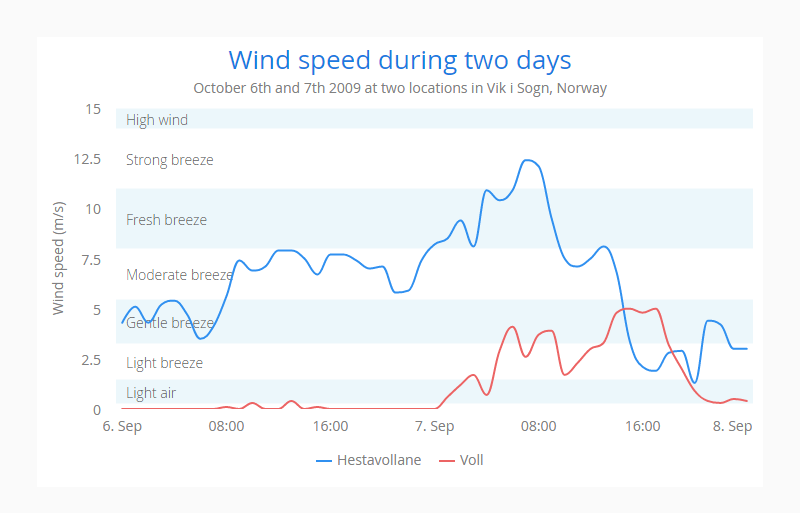 Wind speed during two days
October 6th and 7th 2009 at two locations in Vik i Sogn, Norway
Wind speed (m/s)
15
12.5
10
7.5
5
2.5
0
High wind
Strong breeze
Fresh breeze
Moderate breeze
Gentle breeze
Light breeze
Light air
6. Sep 08:00 16:00 7. Sep 08:00 16:00 8. Sep
Hestavollane Voll